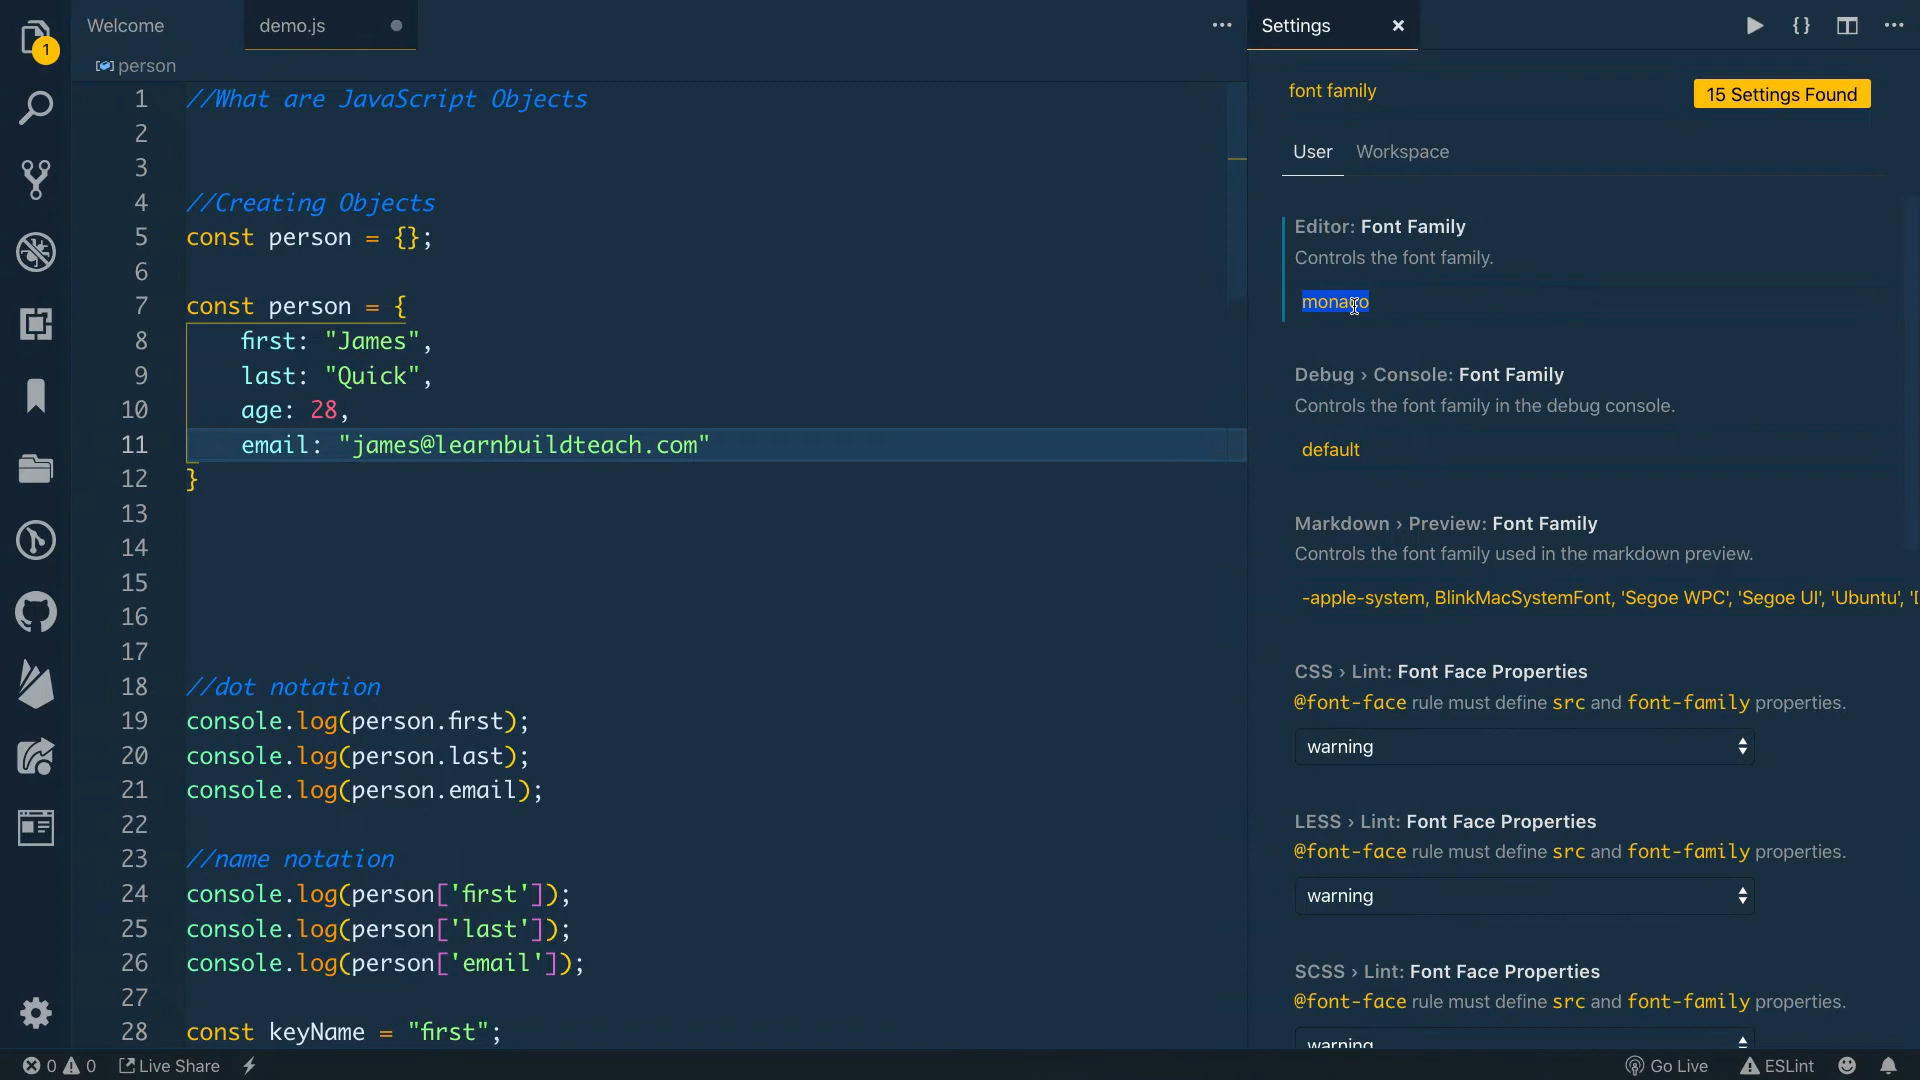 1
Welcome
demo.js
person
1 //What are JavaScript Objects
2
3
4 //Creating Objects
5 const person = {};
6
7 const person = {
8 first: "James",
9 last: "Quick",
10 age: 28,
11 email: "james@learnbuildteach.com"
12 }
13
14
15
16
17
18 //dot notation
19 console.log(person.first);
20 console.log(person.last);
21 console.log(person.email);
22
23 //name notation
24 console.log(person['first']);
25 console.log(person['last']);
26 console.log(person['email']);
27
28 const keyName = "first";
Settings
font family
15 Settings Found
User Workspace
Editor: Font Family
Controls the font family.
monaco
Debug › Console: Font Family
Controls the font family in the debug console.
default
Markdown › Preview: Font Family
Controls the font family used in the markdown preview.
-apple-system, BlinkMacSystemFont, 'Segoe WPC', 'Segoe UI', 'Ubuntu', '
CSS › Lint: Font Face Properties
@font-face rule must define src and font-family properties.
warning
LESS › Lint: Font Face Properties
@font-face rule must define src and font-family properties.
warning
SCSS › Lint: Font Face Properties
@font-face rule must define src and font-family properties.
warning
0 0 Live Share
Go Live ESLint